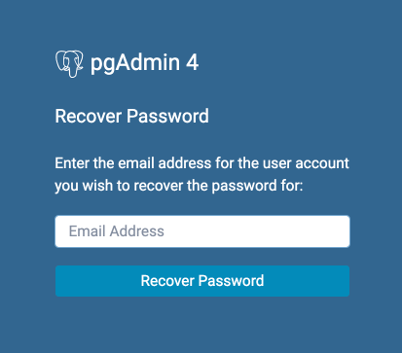 pgAdmin 4
Recover Password
Enter the email address for the user account
you wish to recover the password for:
Email Address
Recover Password